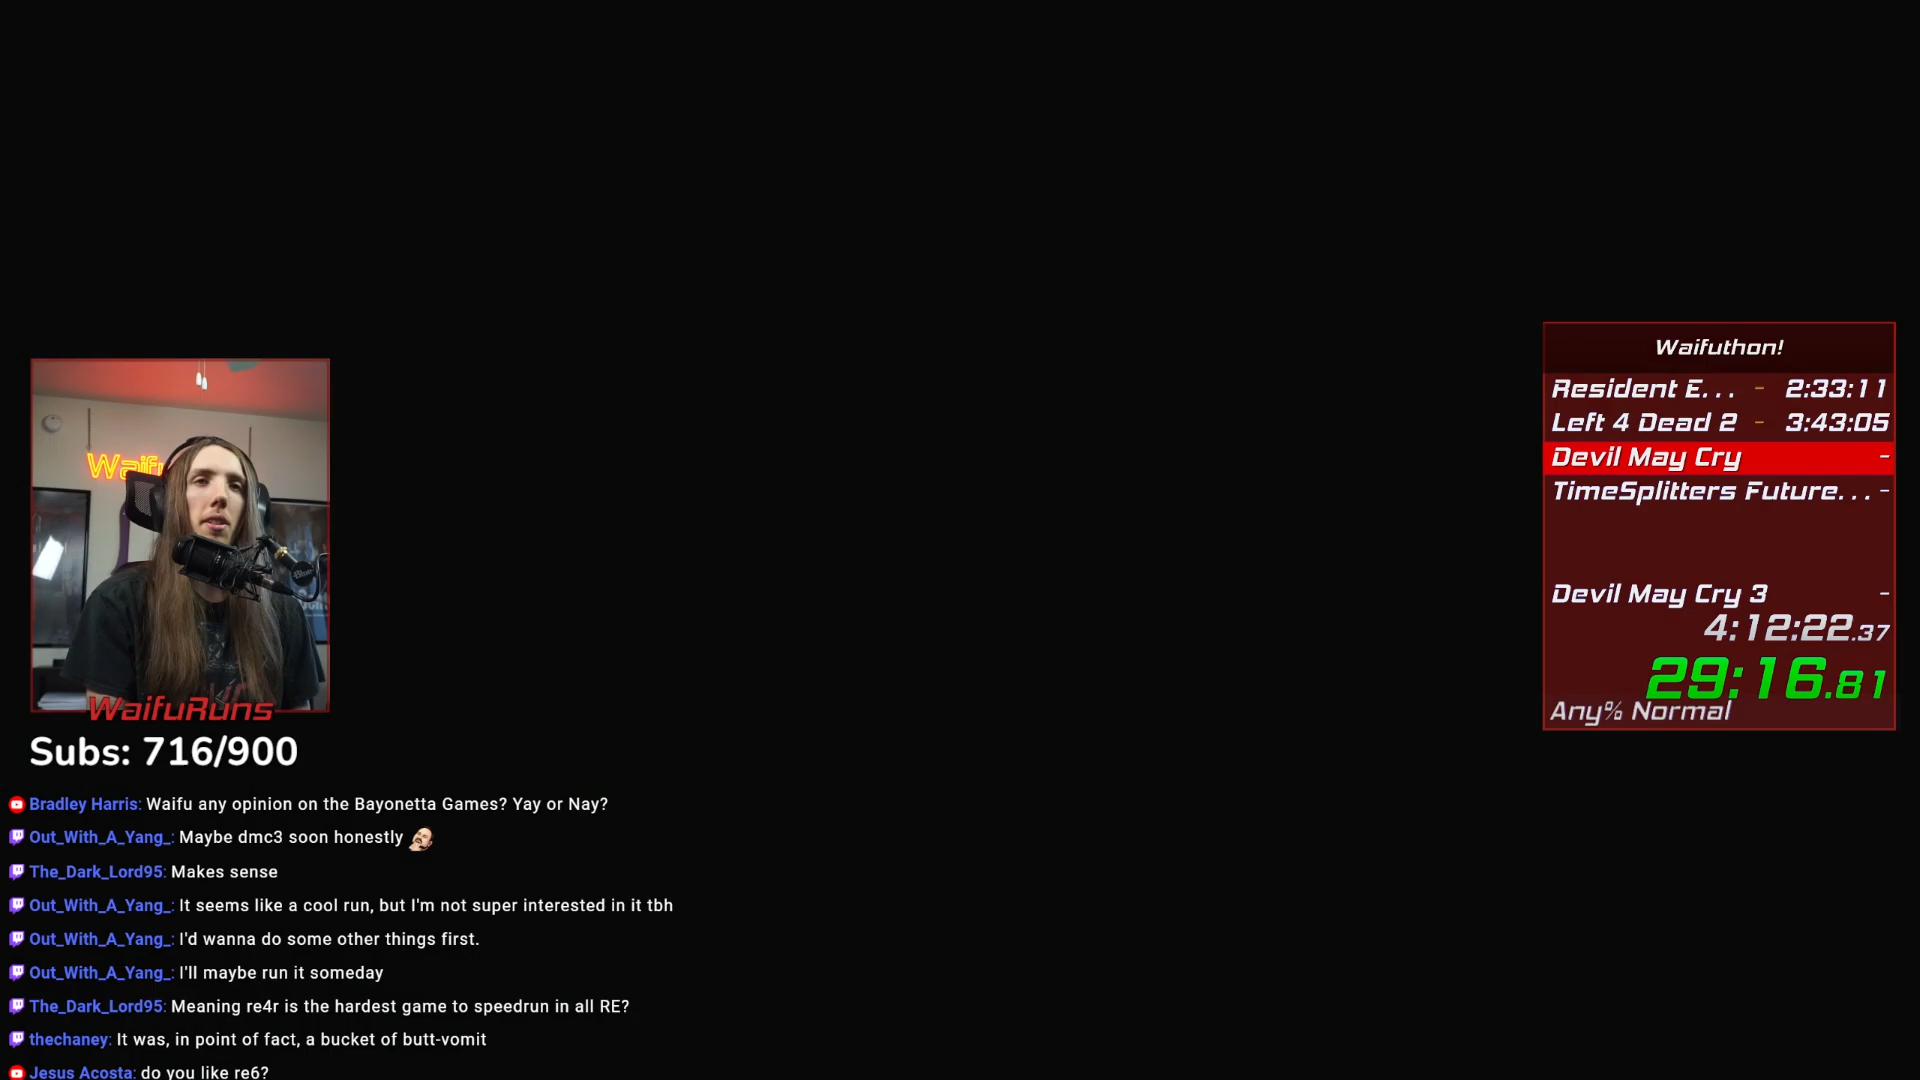 Waifuthon!
Resident E... - 2:33:11
Left 4 Dead 2 - 3:43:05
Devil May Cry -
TimeSplitters Future... -
Devil May Cry 3 -
4:12:22.37
29:16.81
Any% Normal
Waifu
WaifuRuns
Subs: 716/900
Bradley Harris: Waifu any opinion on the Bayonetta Games? Yay or Nay?
Out_With_A_Yang_: Maybe dmc3 soon honestly
The_Dark_Lord95: Makes sense
Out_With_A_Yang_: It seems like a cool run, but I'm not super interested in it tbh
Out_With_A_Yang_: I'd wanna do some other things first.
Out_With_A_Yang_: I'll maybe run it someday
The_Dark_Lord95: Meaning re4r is the hardest game to speedrun in all RE?
thechaney: It was, in point of fact, a bucket of butt-vomit
Jesus Acosta: do you like re6?